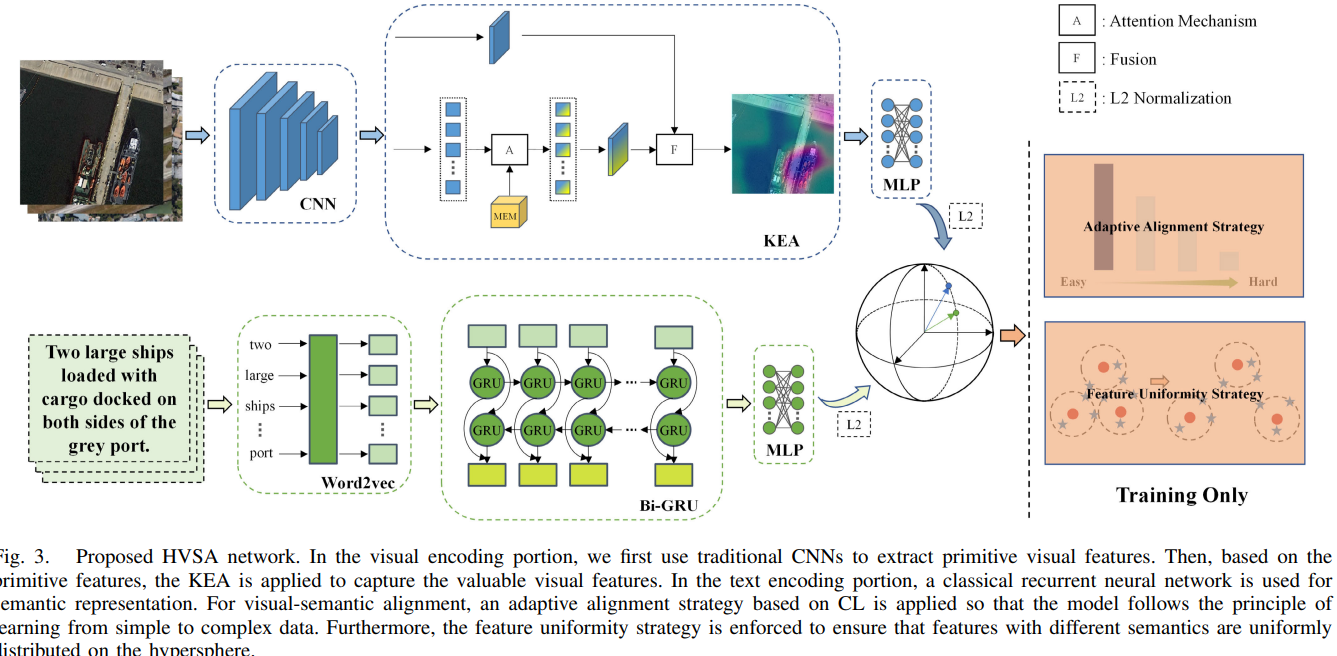 A : Attention Mechanism
F : Fusion
L2 : L2 Normalization
CNN
A
MEM
F
KEA
MLP
L2
Adaptive Alignment Strategy
Easy
Hard
Two large ships
loaded with
cargo docked on
both sides of the
grey port.
two
large
ships
port
Word2vec
GRU GRU GRU ... GRU
GRU GRU GRU ... GRU
Bi-GRU
MLP
L2
Feature Uniformity Strategy
Training Only
Fig. 3. Proposed HVSA network. In the visual encoding portion, we first use traditional CNNs to extract primitive visual features. Then, based on the
primitive features, the KEA is applied to capture the valuable visual features. In the text encoding portion, a classical recurrent neural network is used for
semantic representation. For visual-semantic alignment, an adaptive alignment strategy based on CL is applied so that the model follows the principle of
learning from simple to complex data. Furthermore, the feature uniformity strategy is enforced to ensure that features with different semantics are uniformly
distributed on the hypersphere.